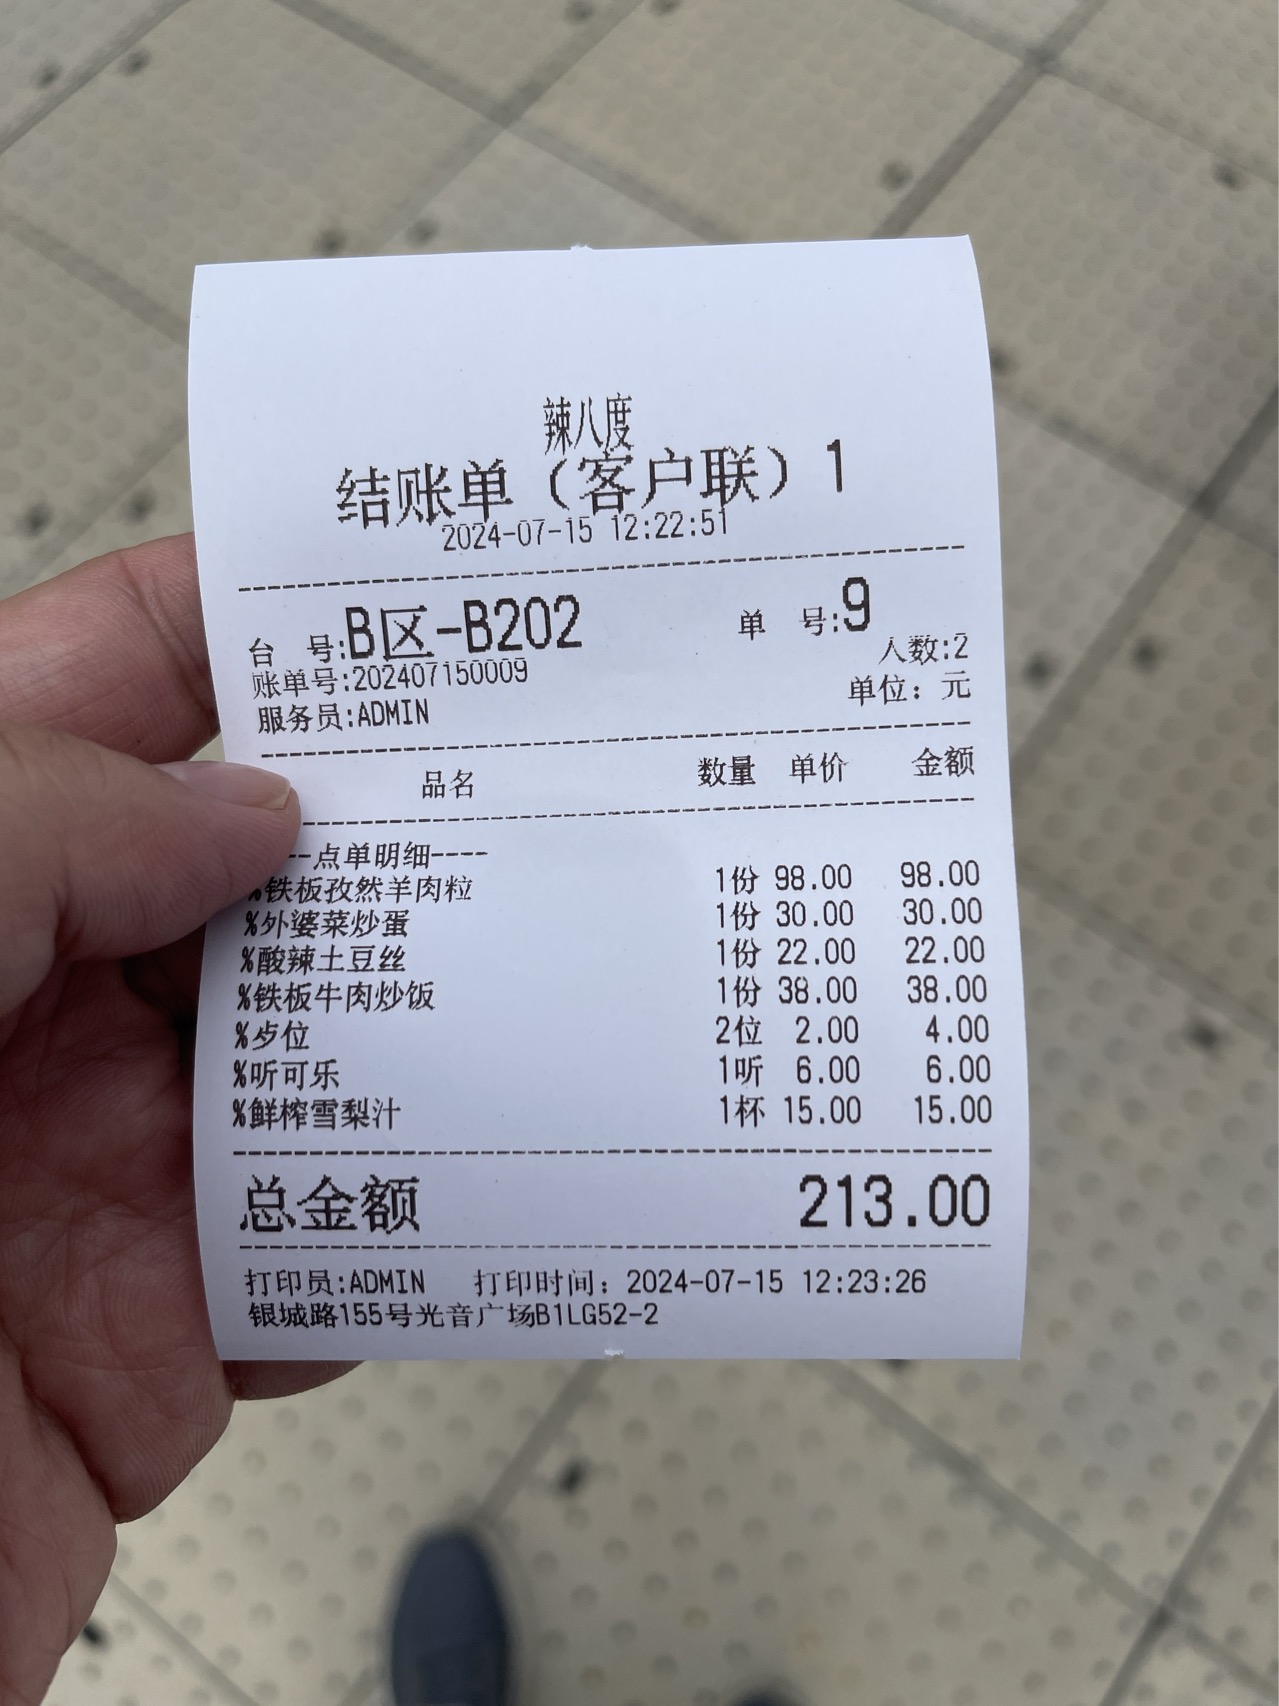 辣八度
结账单（客户联）1
2024-07-15 12:22:51
台 号:B区-B202 单 号:9
人数:2
账单号:202407150009
单位：元
服务员:ADMIN
品名 数量 单价 金额
--点单明细----
%铁板孜然羊肉粒 1份 98.00 98.00
%外婆菜炒蛋 1份 30.00 30.00
%酸辣土豆丝 1份 22.00 22.00
%铁板牛肉炒饭 1份 38.00 38.00
%歺位 2位 2.00 4.00
%听可乐 1听 6.00 6.00
%鲜榨雪梨汁 1杯 15.00 15.00
总金额 213.00
打印员:ADMIN 打印时间：2024-07-15 12:23:26
银城路155号光音广场B1LG52-2